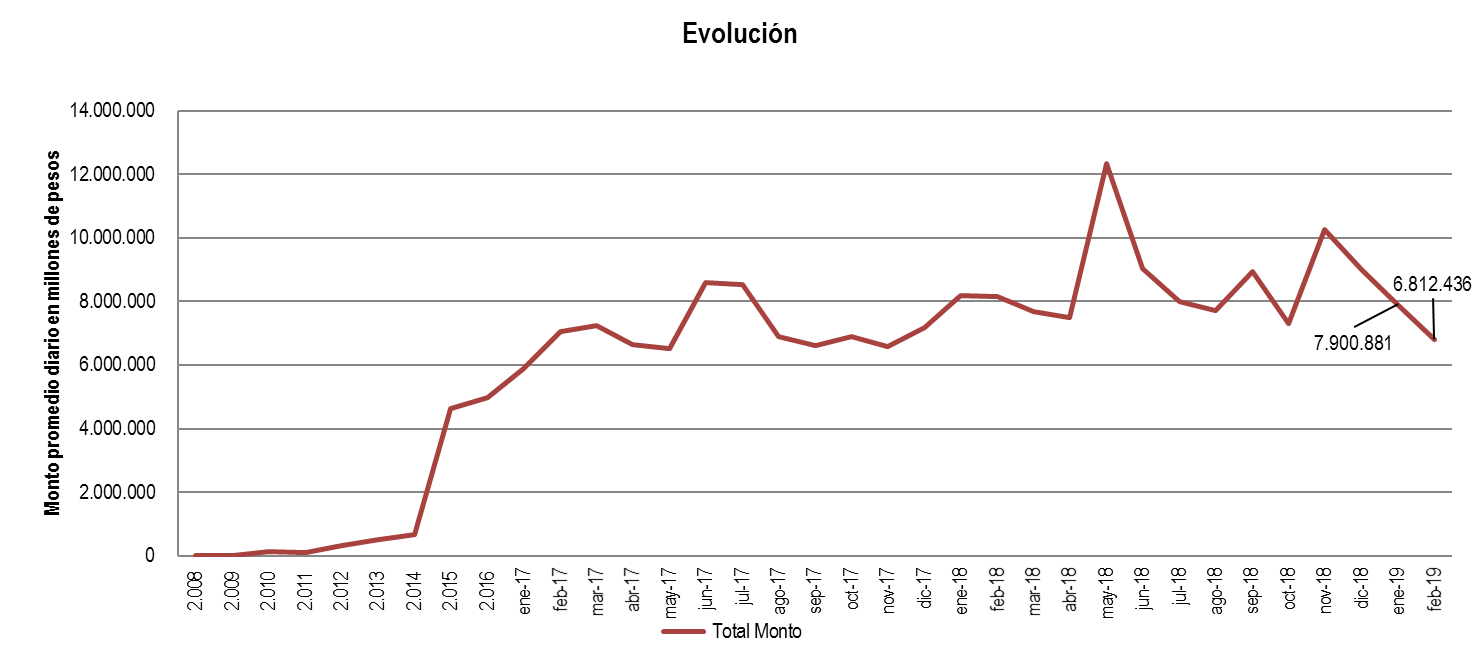 Evolución
Monto promedio diario en millones de pesos
14.000.000
12.000.000
10.000.000
8.000.000
6.000.000
4.000.000
2.000.000
0
6.812.436
7.900.881
2.008
2.009
2.010
2.011
2.012
2.013
2.014
2.015
2.016
ene-17
feb-17
mar-17
abr-17
may-17
jun-17
jul-17
ago-17
sep-17
oct-17
nov-17
dic-17
ene-18
feb-18
mar-18
abr-18
may-18
jun-18
jul-18
ago-18
sep-18
oct-18
nov-18
dic-18
ene-19
feb-19
Total Monto